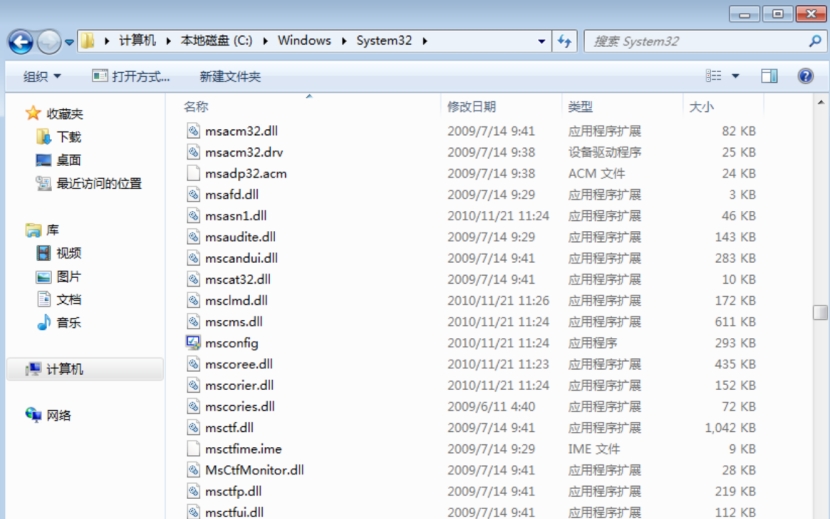 计算机 本地磁盘 (C:) Windows System32 搜索 System32
组织 打开方式... 新建文件夹
收藏夹
下载
桌面
最近访问的位置
库
视频
图片
文档
音乐
计算机
网络
名称 修改日期 类型 大小
msacm32.dll 2009/7/14 9:41 应用程序扩展 82 KB
msacm32.drv 2009/7/14 9:38 设备驱动程序 25 KB
msadp32.acm 2009/7/14 9:38 ACM 文件 24 KB
msafd.dll 2009/7/14 9:29 应用程序扩展 3 KB
msasn1.dll 2010/11/21 11:24 应用程序扩展 46 KB
msaudite.dll 2009/7/14 9:29 应用程序扩展 143 KB
mscandui.dll 2009/7/14 9:41 应用程序扩展 283 KB
mscat32.dll 2009/7/14 9:41 应用程序扩展 10 KB
msclmd.dll 2010/11/21 11:26 应用程序扩展 172 KB
mscms.dll 2010/11/21 11:24 应用程序扩展 611 KB
msconfig 2010/11/21 11:24 应用程序 293 KB
mscoree.dll 2010/11/21 11:23 应用程序扩展 435 KB
mscorier.dll 2010/11/21 11:24 应用程序扩展 152 KB
mscories.dll 2009/6/11 4:40 应用程序扩展 72 KB
msctf.dll 2009/7/14 9:41 应用程序扩展 1,042 KB
msctfime.ime 2009/7/14 9:29 IME 文件 9 KB
MsCtfMonitor.dll 2009/7/14 9:41 应用程序扩展 28 KB
msctfp.dll 2009/7/14 9:41 应用程序扩展 219 KB
msctfui.dll 2009/7/14 9:41 应用程序扩展 112 KB